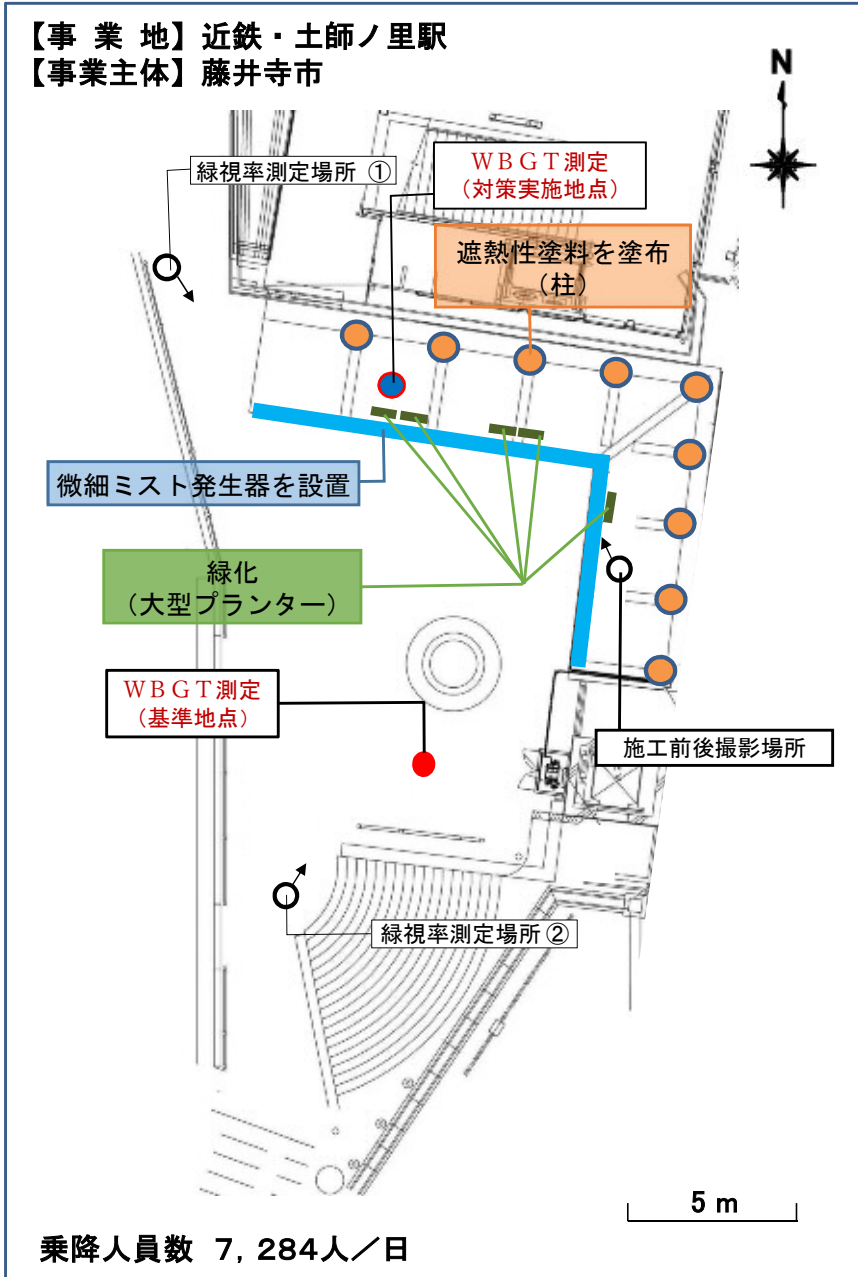 【事 業 地】近鉄・土師ノ里駅
【事業主体】藤井寺市
N
緑視率測定場所 ①
ＷＢＧＴ測定
（対策実施地点）
遮熱性塗料を塗布
（柱）
微細ミスト発生器を設置
緑化
（大型プランター）
ＷＢＧＴ測定
（基準地点）
施工前後撮影場所
緑視率測定場所 ②
5 m
乗降人員数 7,284人／日